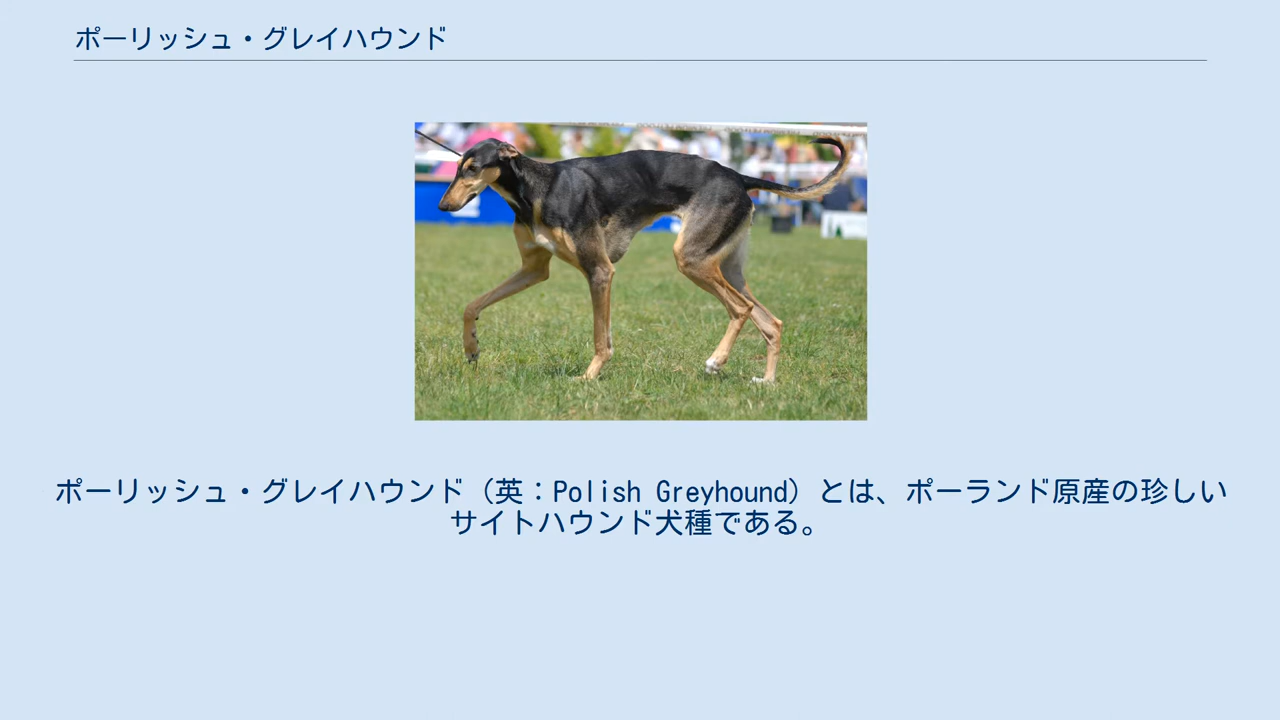 ポーリッシュ・グレイハウンド
ポーリッシュ・グレイハウンド（英：Polish Greyhound）とは、ポーランド原産の珍しい
サイトハウンド犬種である。